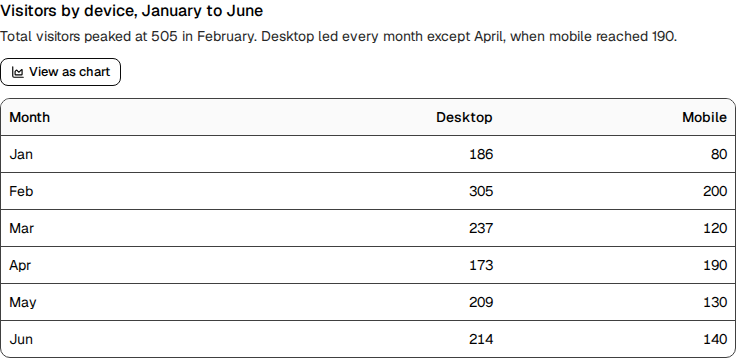 Visitors by device, January to June
Total visitors peaked at 505 in February. Desktop led every month except April, when mobile reached 190.
View as chart
Month Desktop Mobile
Jan 186 80
Feb 305 200
Mar 237 120
Apr 173 190
May 209 130
Jun 214 140